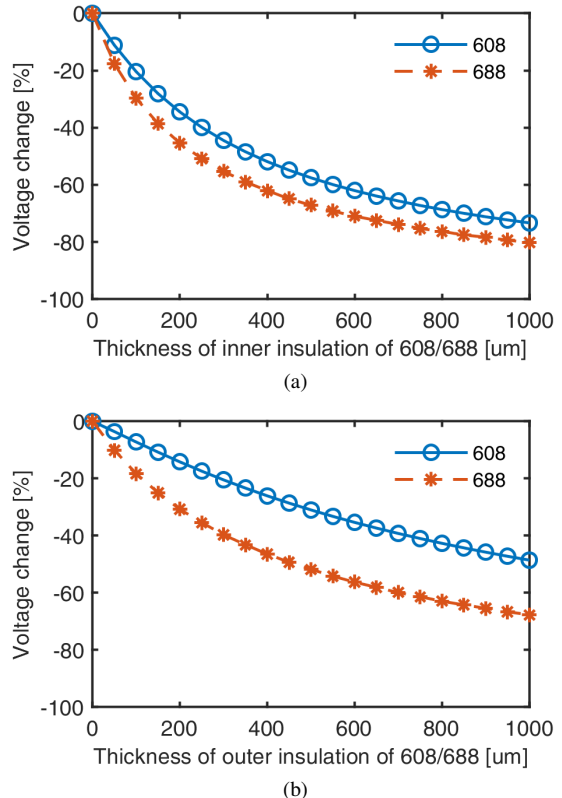 0
-20
-40
-60
-80
-100
Voltage change [%]
608
688
0 200 400 600 800 1000
Thickness of inner insulation of 608/688 [um]
(a)
0
-20
-40
-60
-80
-100
Voltage change [%]
608
688
0 200 400 600 800 1000
Thickness of outer insulation of 608/688 [um]
(b)